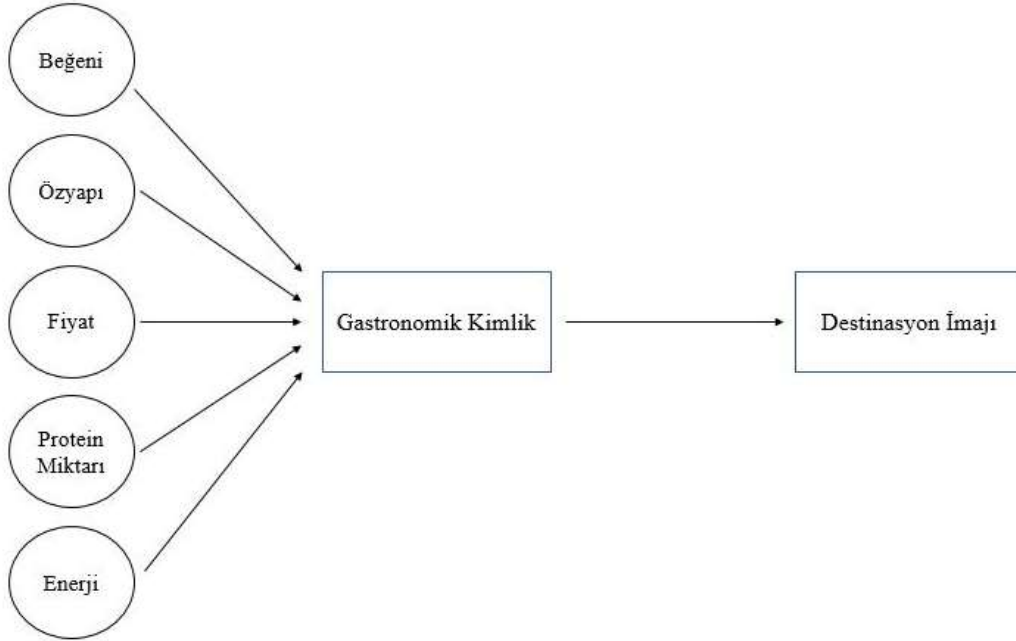 Beğeni
Özyapı
Fiyat
Protein
Miktarı
Enerji
Gastronomik Kimlik
Destinasyon İmajı